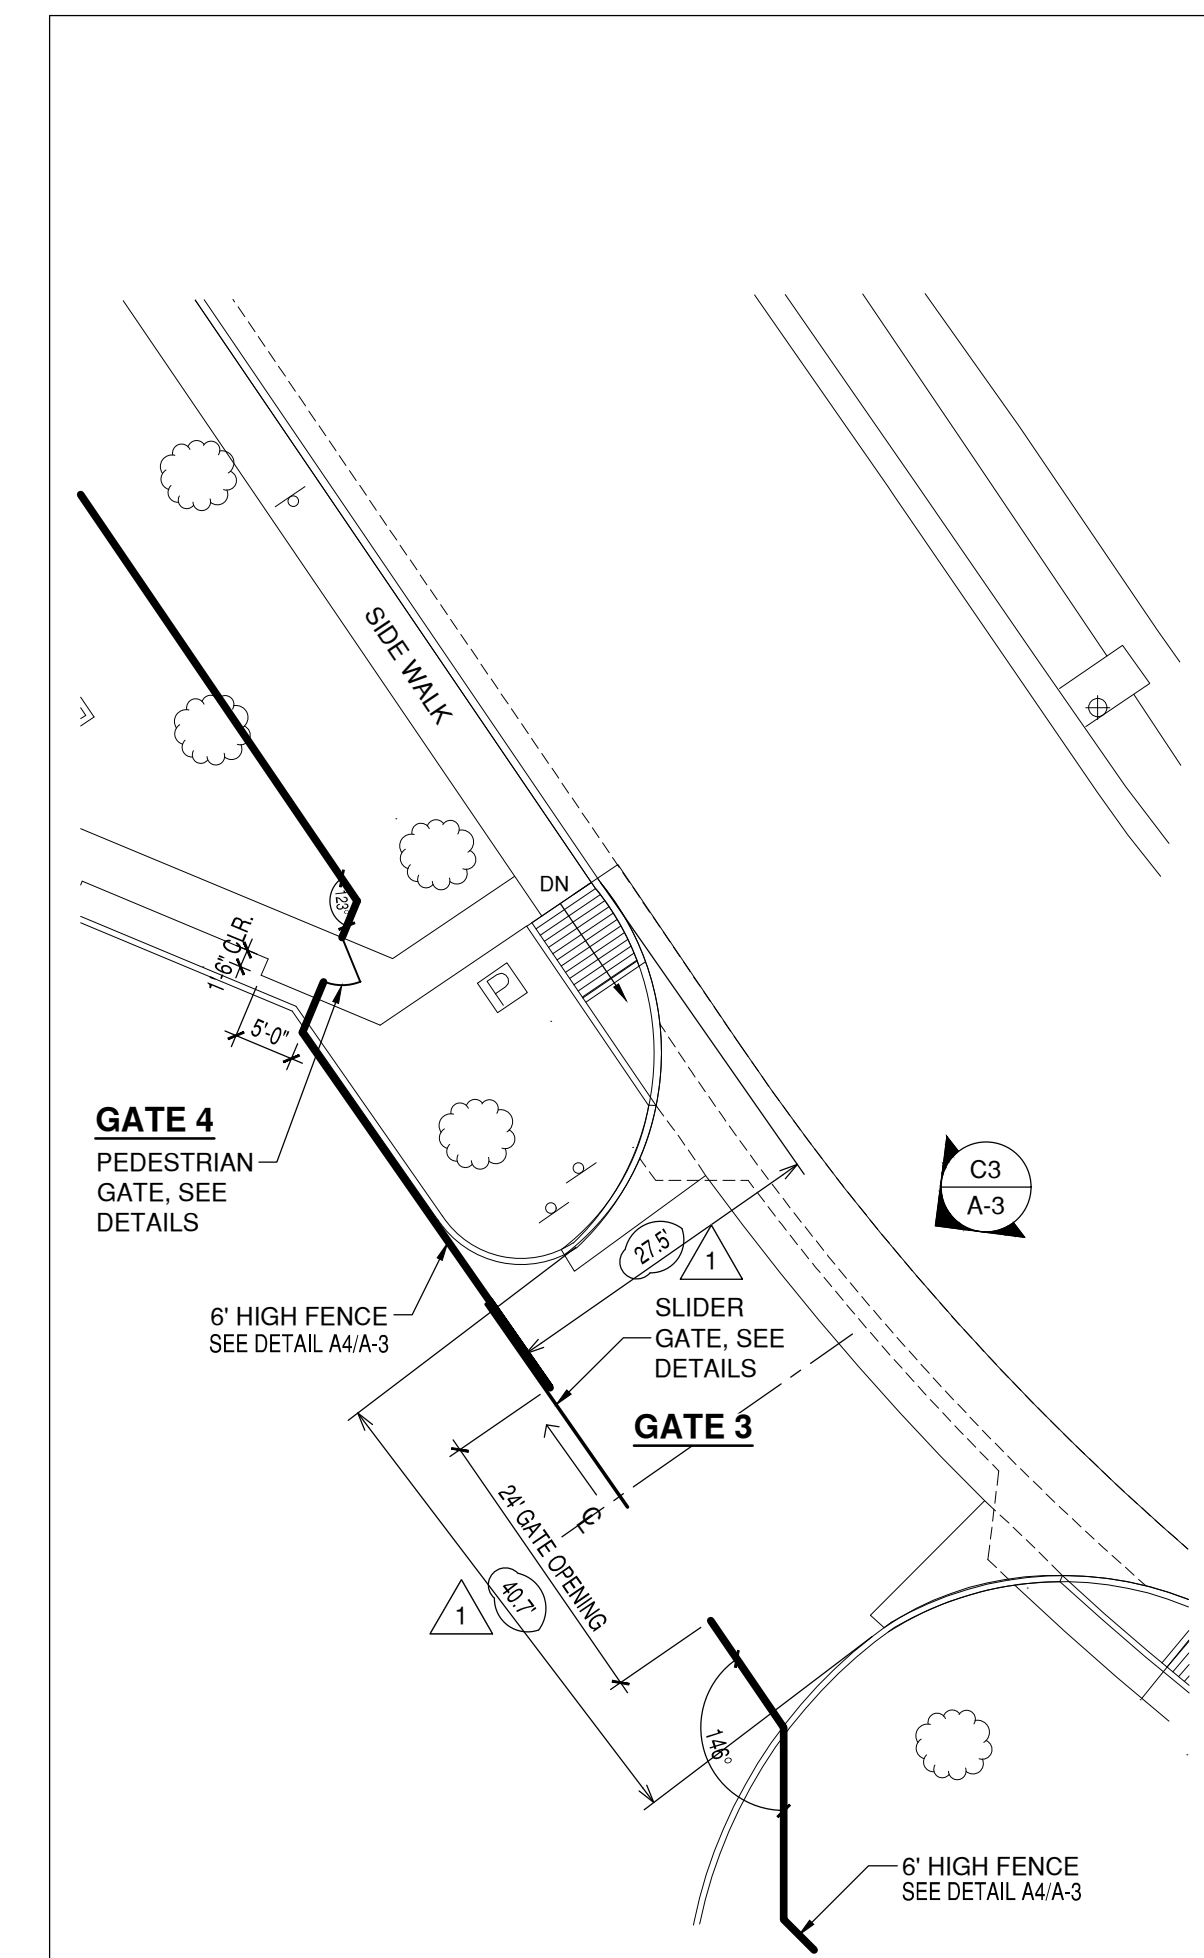 SIDE WALK
DN
123°
1'-6" CLR.
5'-0"
P
GATE 4
PEDESTRIAN
GATE, SEE
DETAILS
C3
A-3
27.5'
1
6' HIGH FENCE
SEE DETAIL A4/A-3
SLIDER
GATE, SEE
DETAILS
GATE 3
24' GATE OPENING
CL
40.7'
1
146°
6' HIGH FENCE
SEE DETAIL A4/A-3